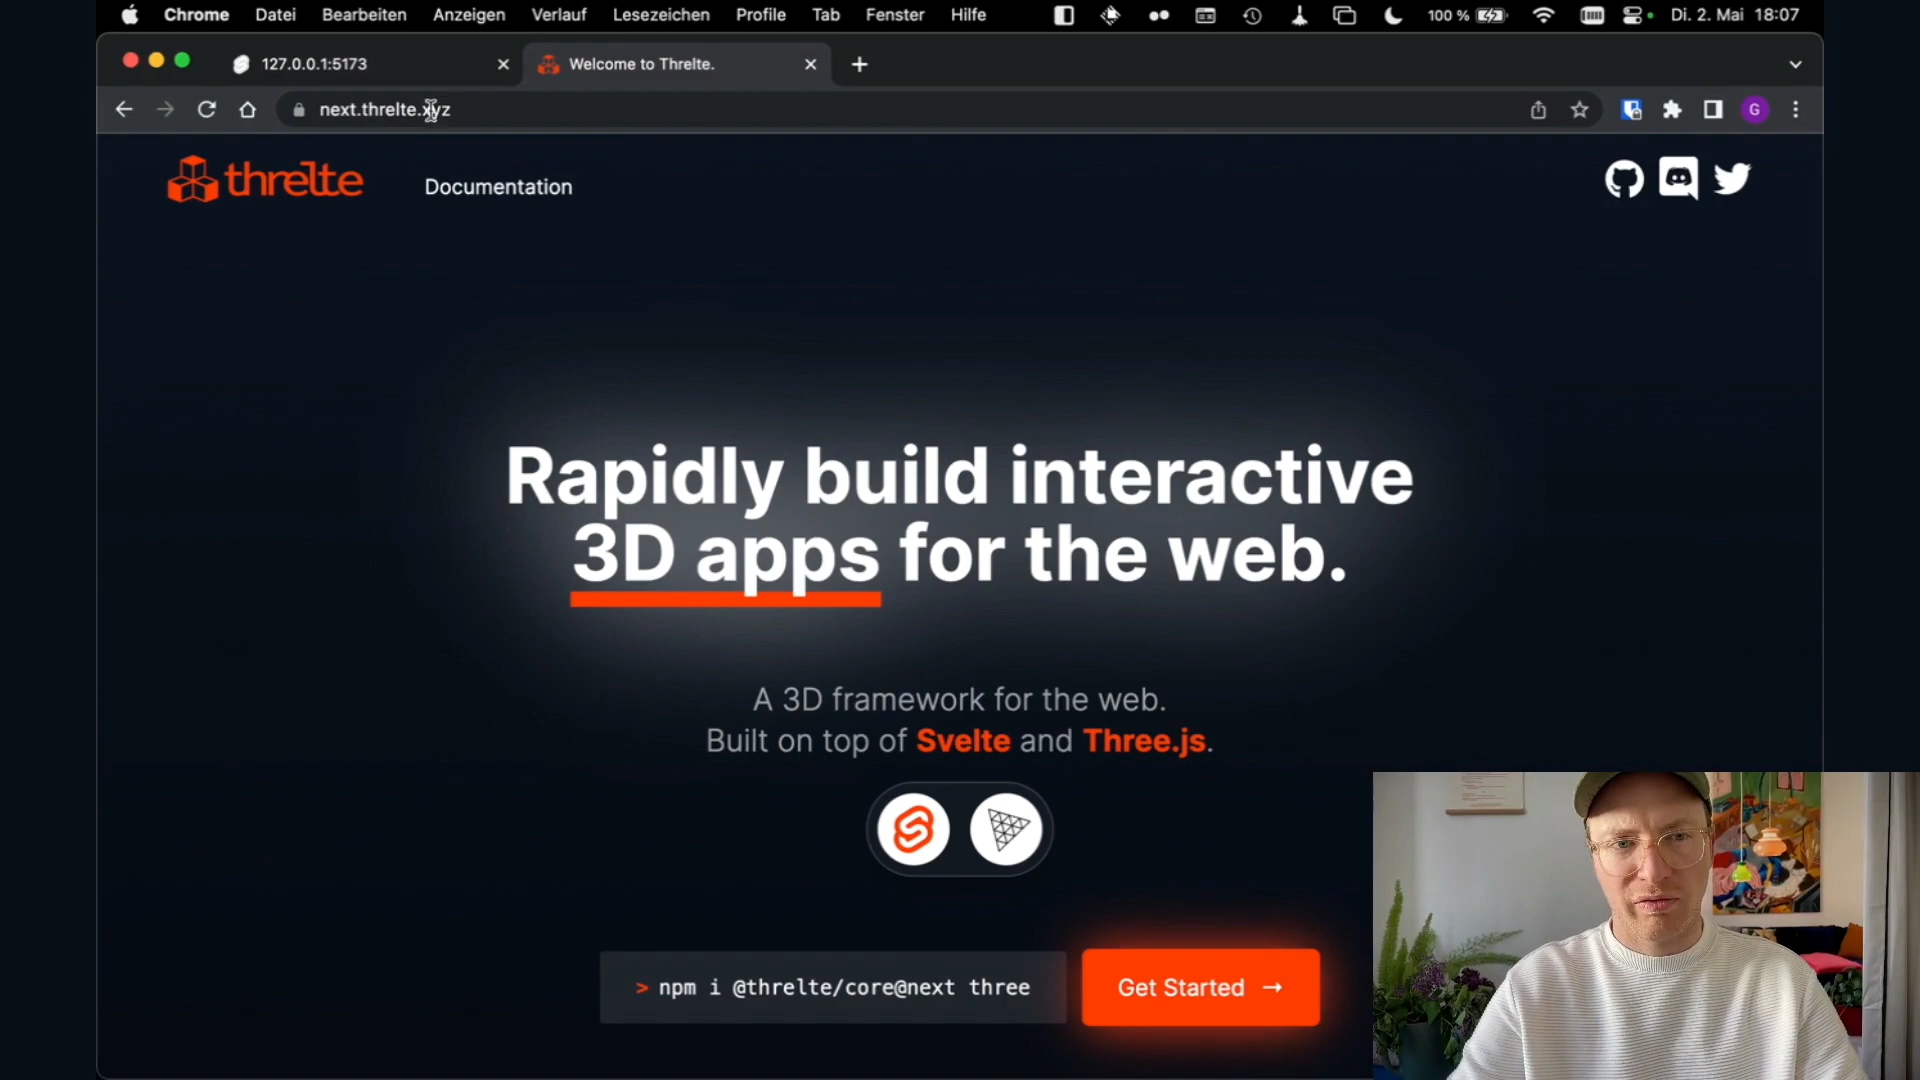 Chrome Datei Bearbeiten Anzeigen Verlauf Lesezeichen Profile Tab Fenster Hilfe 100 % Di. 2. Mai 18:07
127.0.0.1:5173 Welcome to Threlte.
next.threlte.xyz G
threlte Documentation
Rapidly build interactive
3D apps for the web.
A 3D framework for the web.
Built on top of Svelte and Three.js.
> npm i @threlte/core@next three Get Started →